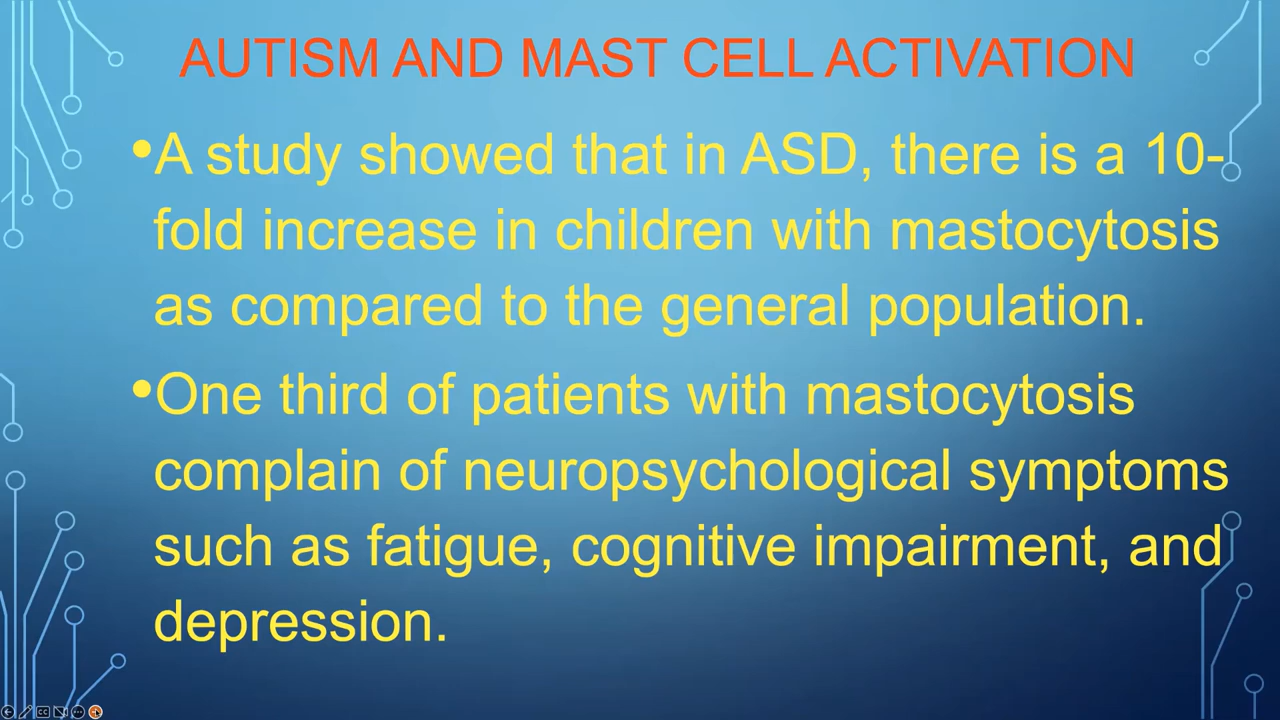 AUTISM AND MAST CELL ACTIVATION
•A study showed that in ASD, there is a 10-
fold increase in children with mastocytosis
as compared to the general population.
•One third of patients with mastocytosis
complain of neuropsychological symptoms
such as fatigue, cognitive impairment, and
depression.